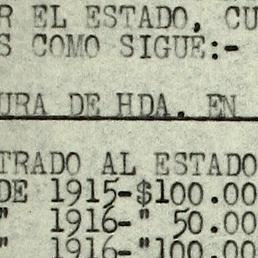 R EL ESTADO, CU
S COMO SIGUE:-
URA DE HDA. EN
TRADO AL ESTADO
DE 1915-$100.00
" 1916-" 50.00
" 1916-"100.00